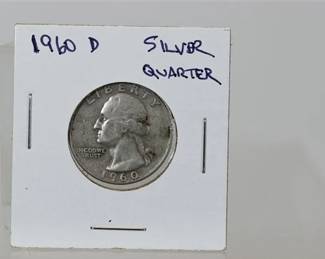 1960 D SILVER
QUARTER
LIBERTY
IN GOD WE
TRUST
1960